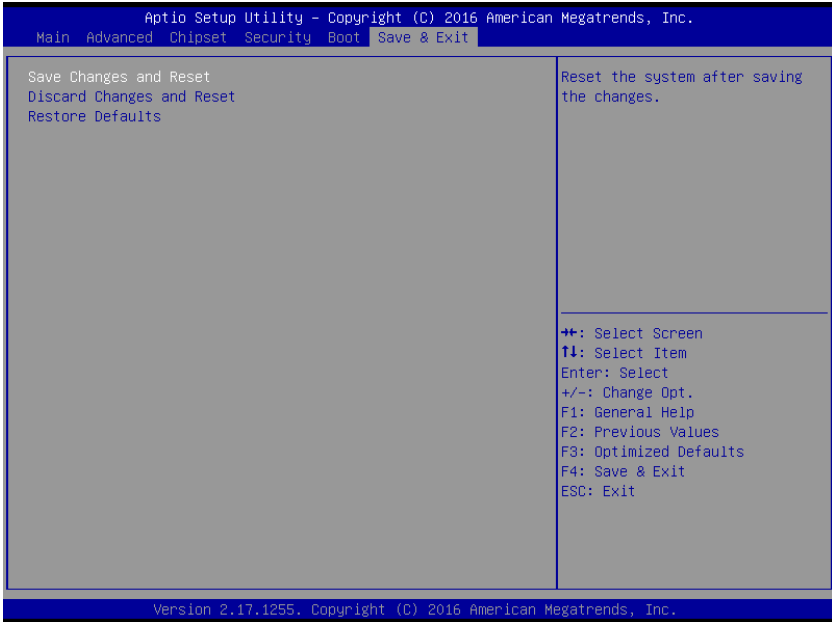 Aptio Setup Utility – Copyright (C) 2016 American Megatrends, Inc.
Main Advanced Chipset Security Boot Save & Exit
Save Changes and Reset
Discard Changes and Reset
Restore Defaults
Reset the system after saving
the changes.
→←: Select Screen
↑↓: Select Item
Enter: Select
+/-: Change Opt.
F1: General Help
F2: Previous Values
F3: Optimized Defaults
F4: Save & Exit
ESC: Exit
Version 2.17.1255. Copyright (C) 2016 American Megatrends, Inc.